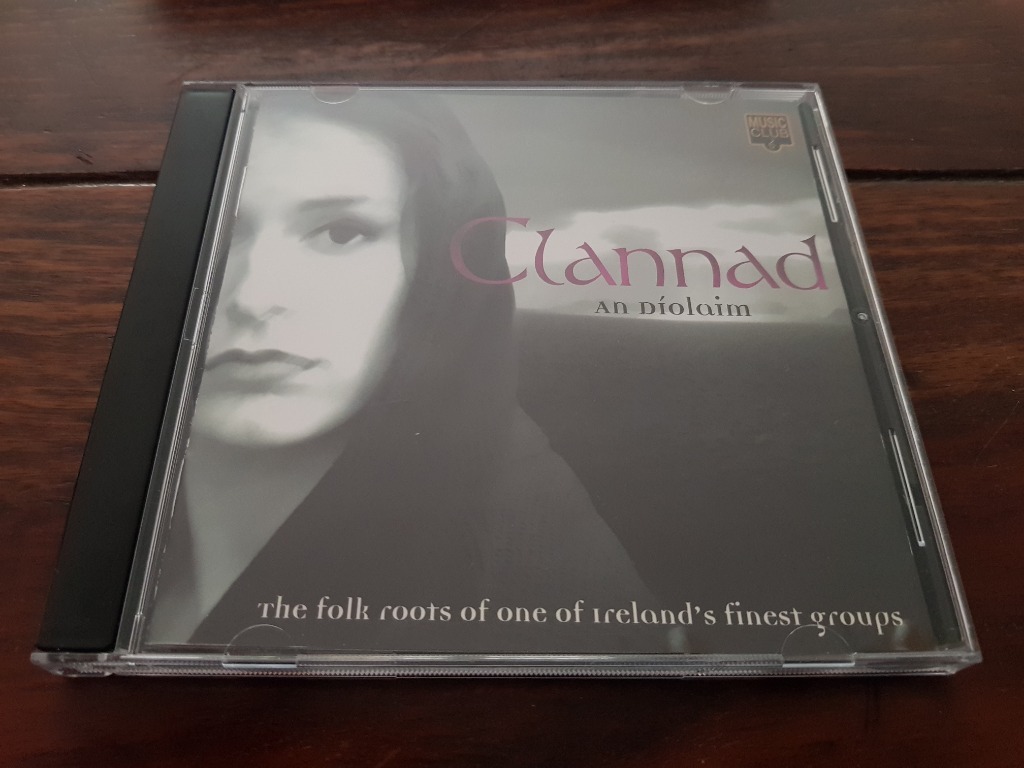 MUSIC
CLUB
Clannad
An Díolaim
The folk roots of one of Ireland's finest groups